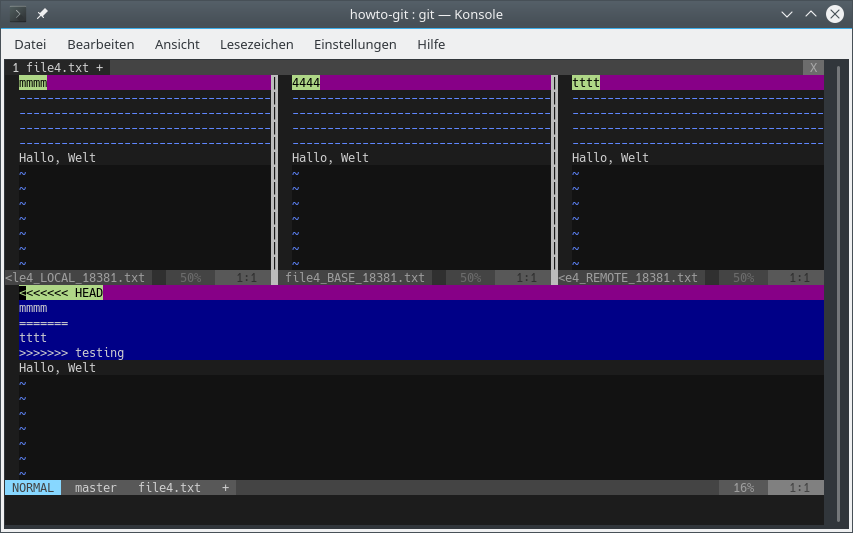 howto-git : git — Konsole
Datei Bearbeiten Ansicht Lesezeichen Einstellungen Hilfe
1 file4.txt + X
mmmm 4444 tttt
------------------------------------ ------------------------------------- ------------------------------------
------------------------------------ ------------------------------------- ------------------------------------
------------------------------------ ------------------------------------- ------------------------------------
------------------------------------ ------------------------------------- ------------------------------------
Hallo, Welt Hallo, Welt Hallo, Welt
~ ~ ~
~ ~ ~
~ ~ ~
~ ~ ~
~ ~ ~
~ ~ ~
~ ~ ~
<le4_LOCAL_18381.txt 50% 1:1 file4_BASE_18381.txt 50% 1:1 <e4_REMOTE_18381.txt 50% 1:1
<<<<<<< HEAD
mmmm
=======
tttt
>>>>>>> testing
Hallo, Welt
~
~
~
~
~
~
~
NORMAL master file4.txt + 16% 1:1